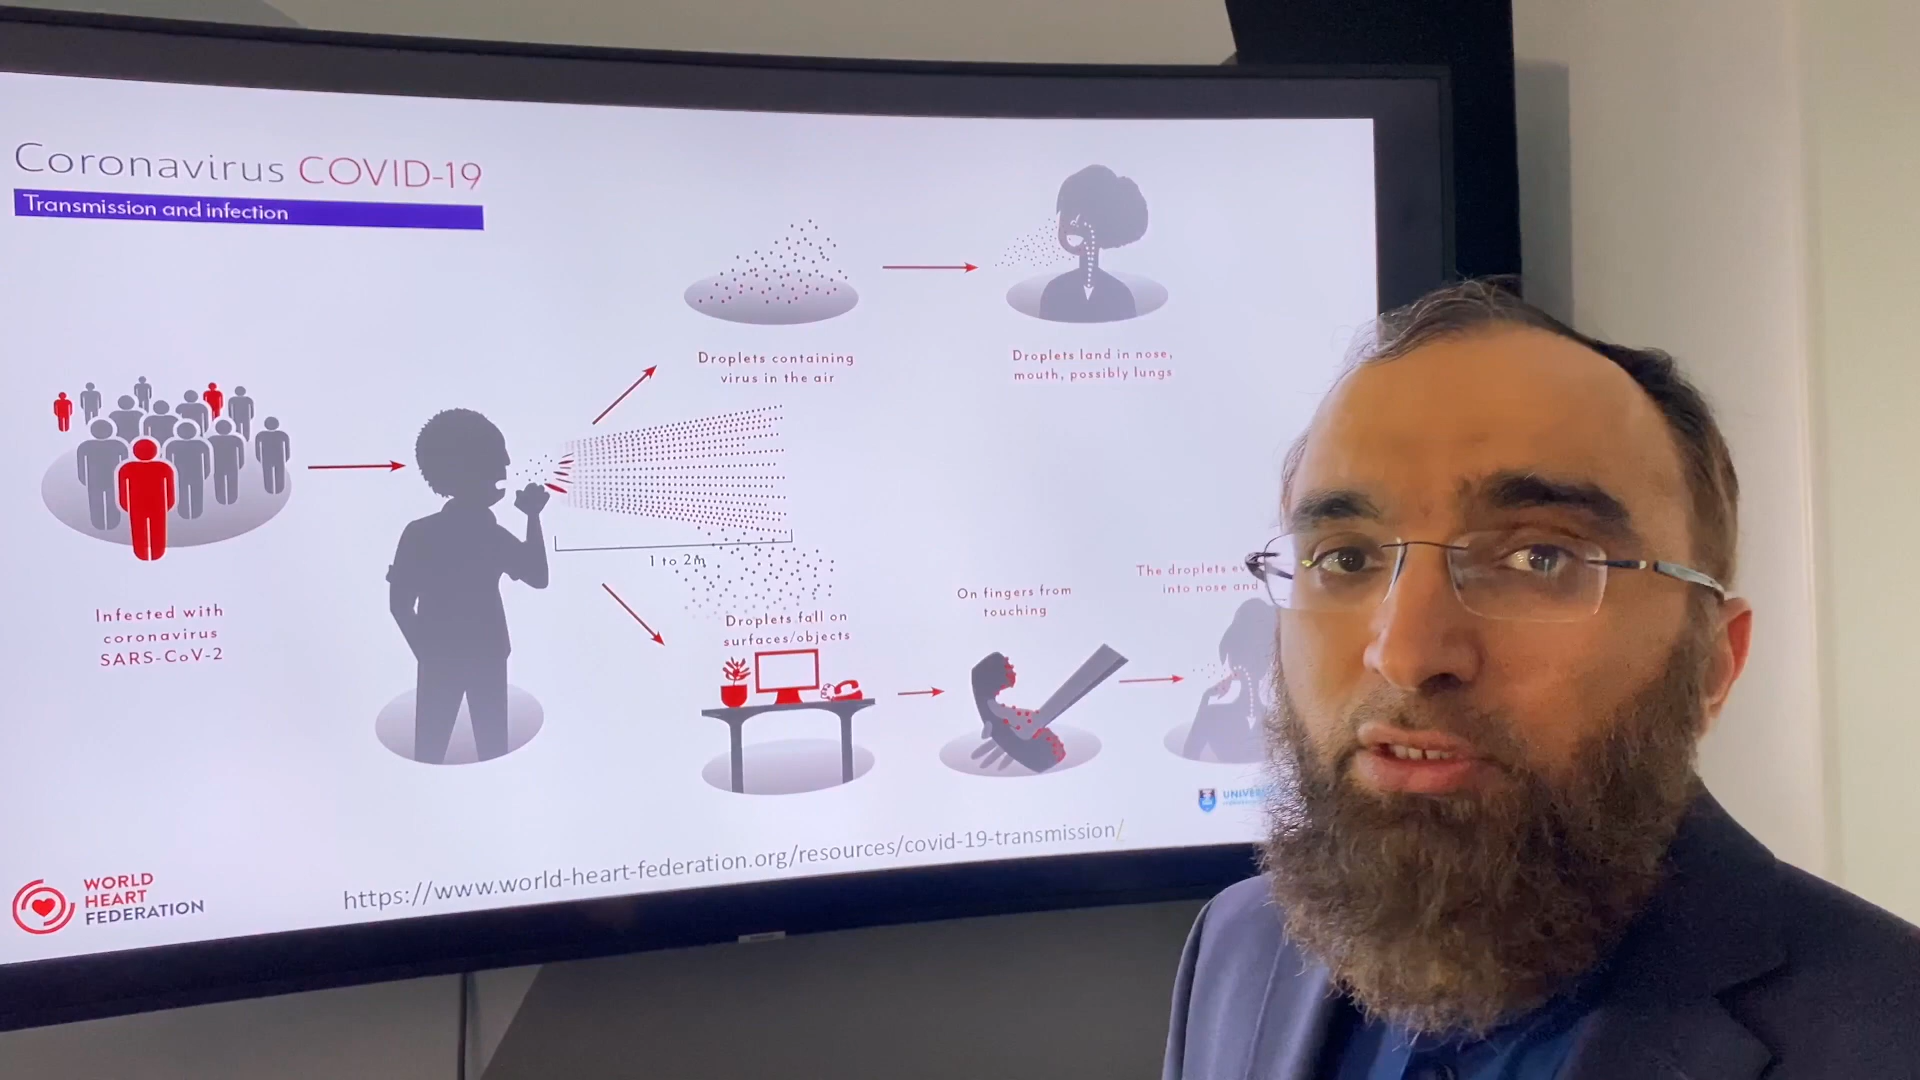 Coronavirus COVID-19
Transmission and infection
Droplets containing
virus in the air
Droplets land in nose,
mouth, possibly lungs
Infected with
coronavirus
SARS-CoV-2
1 to 2m
Droplets fall on
surfaces/objects
On fingers from
touching
The droplets
into nose and
https://www.world-heart-federation.org/resources/covid-19-transmission/
WORLD
HEART
FEDERATION